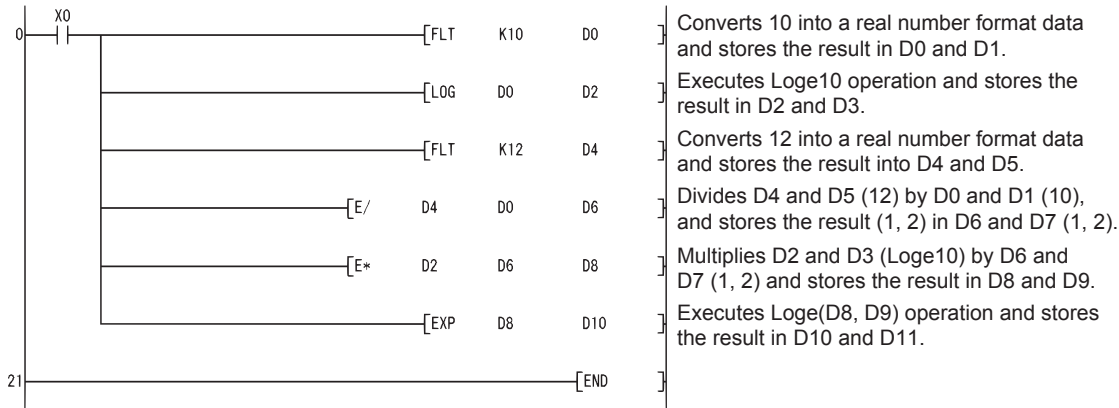 X0
0 [FLT K10 D0 ] Converts 10 into a real number format data
and stores the result in D0 and D1.
[LOG D0 D2 ] Executes Loge10 operation and stores the
result in D2 and D3.
[FLT K12 D4 ] Converts 12 into a real number format data
and stores the result into D4 and D5.
[E/ D4 D0 D6 ] Divides D4 and D5 (12) by D0 and D1 (10),
and stores the result (1, 2) in D6 and D7 (1, 2).
[E* D2 D6 D8 ] Multiplies D2 and D3 (Loge10) by D6 and
D7 (1, 2) and stores the result in D8 and D9.
[EXP D8 D10 ] Executes Loge(D8, D9) operation and stores
the result in D10 and D11.
21 [END ]